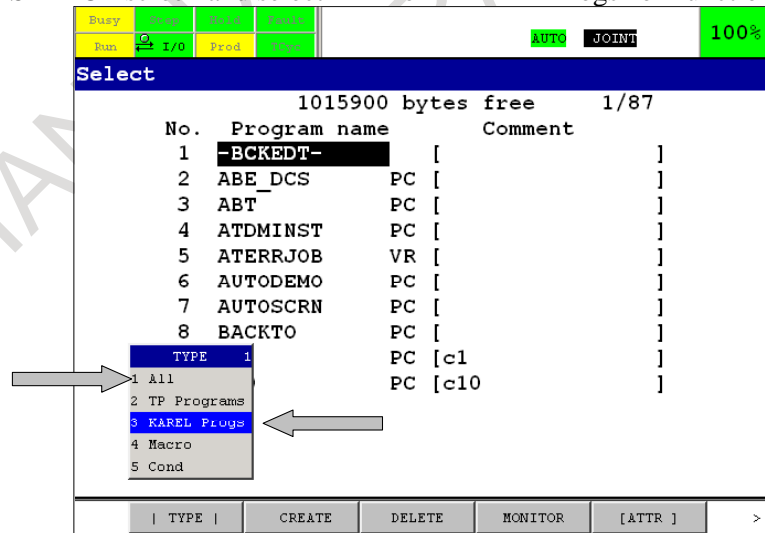 Busy Step Hold Fault
Run I/O Prod TCyc
AUTO JOINT 100%
Select
1015900 bytes free 1/87
No. Program name Comment
1 -BCKEDT- [ ]
2 ABE_DCS PC [ ]
3 ABT PC [ ]
4 ATDMINST PC [ ]
5 ATERRJOB VR [ ]
6 AUTODEMO PC [ ]
7 AUTOSCRN PC [ ]
8 BACKTO PC [ ]
PC [c1 ]
PC [c10 ]
TYPE 1
1 All
2 TP Programs
3 KAREL Progs
4 Macro
5 Cond
| TYPE | CREATE DELETE MONITOR [ATTR ] >